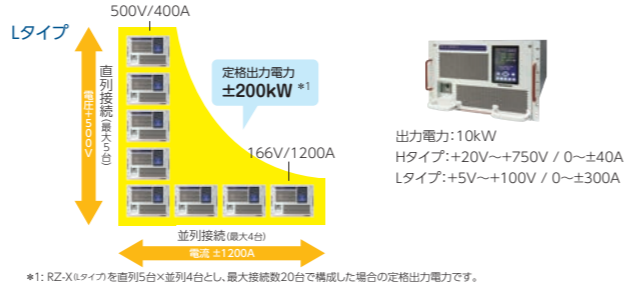 Lタイプ
500V/400A
電圧+500V
直列接続(最大5台)
定格出力電力
±200kW *1
166V/1200A
並列接続(最大4台)
電流 ±1200A
出力電力:10kW
Hタイプ:+20V~+750V / 0~±40A
Lタイプ:+5V~+100V / 0~±300A
*1: RZ-X(Lタイプ)を直列5台×並列4台とし、最大接続数20台で構成した場合の定格出力電力です。